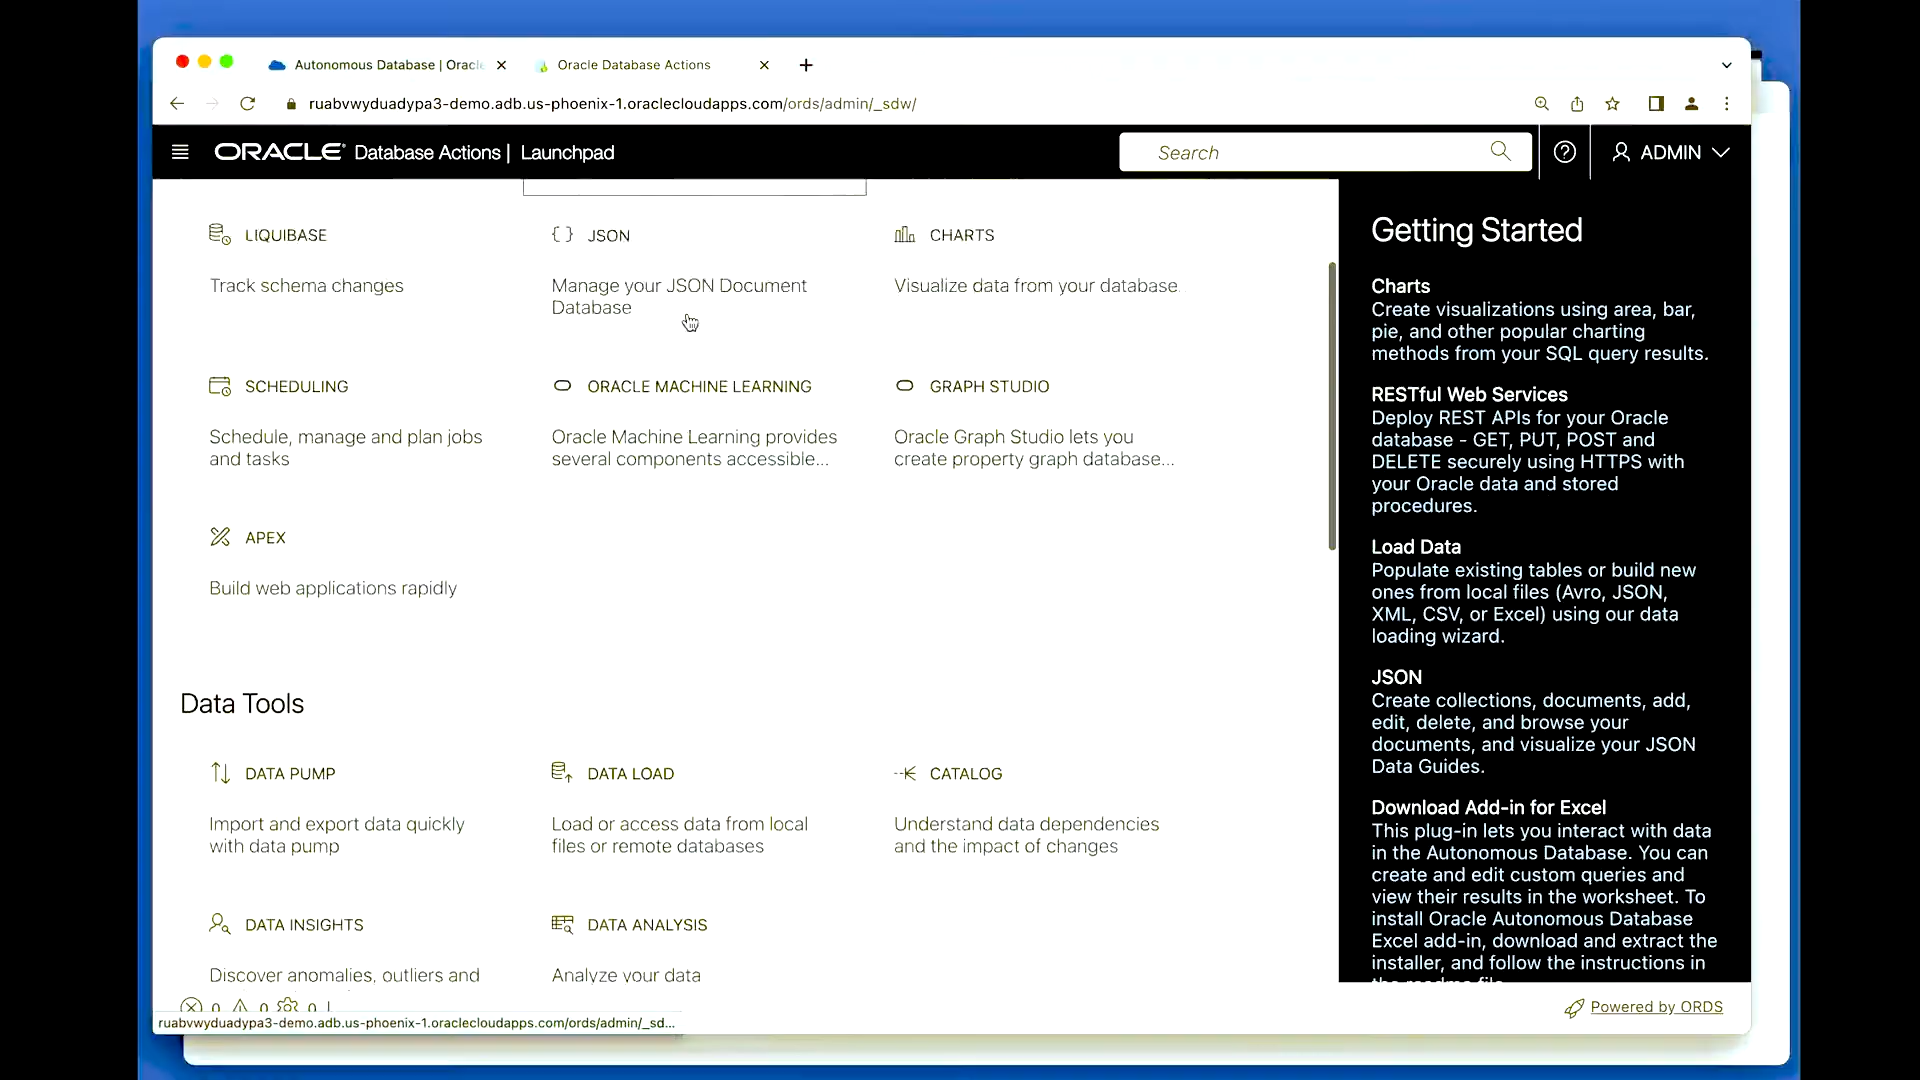 Autonomous Database | Oracle
Oracle Database Actions
ruabvwyduadypa3-demo.adb.us-phoenix-1.oraclecloudapps.com/ords/admin/_sdw/
ORACLE Database Actions | Launchpad
Search
ADMIN
LIQUIBASE
Track schema changes
JSON
Manage your JSON Document
Database
CHARTS
Visualize data from your database.
SCHEDULING
Schedule, manage and plan jobs
and tasks
ORACLE MACHINE LEARNING
Oracle Machine Learning provides
several components accessible...
GRAPH STUDIO
Oracle Graph Studio lets you
create property graph database...
APEX
Build web applications rapidly
Data Tools
DATA PUMP
Import and export data quickly
with data pump
DATA LOAD
Load or access data from local
files or remote databases
CATALOG
Understand data dependencies
and the impact of changes
DATA INSIGHTS
Discover anomalies, outliers and
DATA ANALYSIS
Analyze your data
Getting Started
Charts
Create visualizations using area, bar,
pie, and other popular charting
methods from your SQL query results.
RESTful Web Services
Deploy REST APIs for your Oracle
database - GET, PUT, POST and
DELETE securely using HTTPS with
your Oracle data and stored
procedures.
Load Data
Populate existing tables or build new
ones from local files (Avro, JSON,
XML, CSV, or Excel) using our data
loading wizard.
JSON
Create collections, documents, add,
edit, delete, and browse your
documents, and visualize your JSON
Data Guides.
Download Add-in for Excel
This plug-in lets you interact with data
in the Autonomous Database. You can
create and edit custom queries and
view their results in the worksheet. To
install Oracle Autonomous Database
Excel add-in, download and extract the
installer, and follow the instructions in
the readme file.
0 0 0
Powered by ORDS
ruabvwyduadypa3-demo.adb.us-phoenix-1.oraclecloudapps.com/ords/admin/_sd...